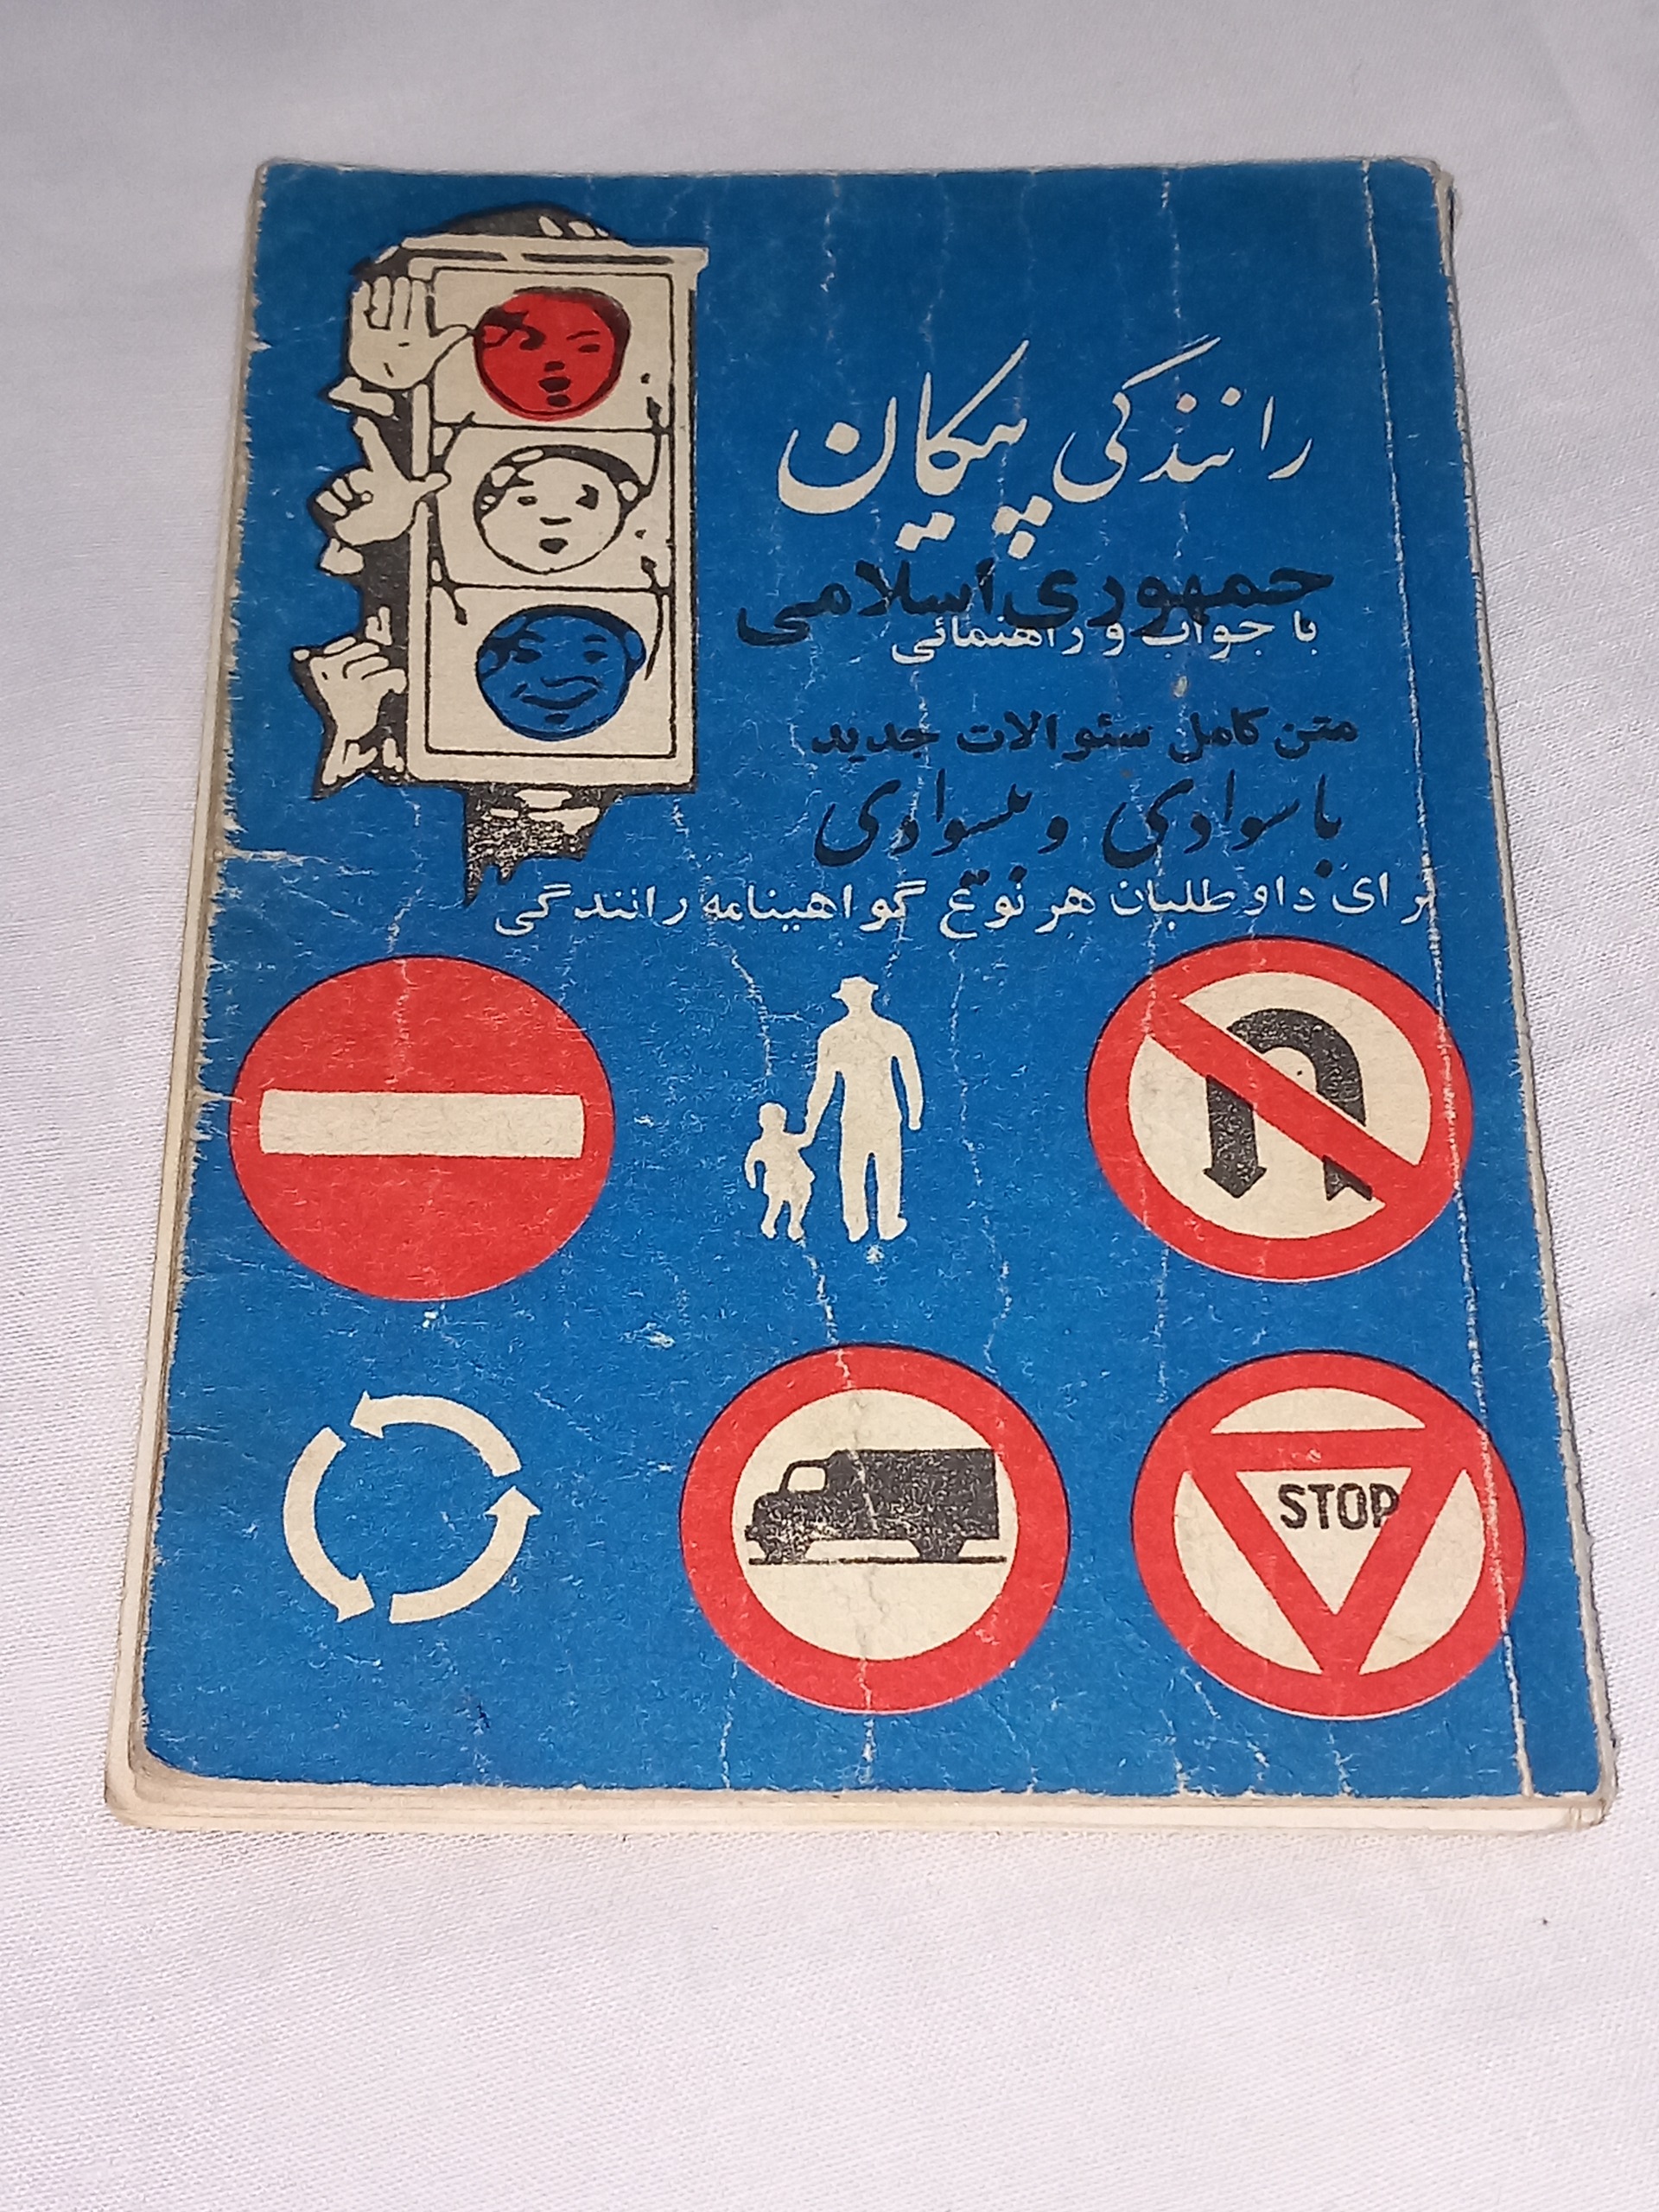 رانندگی پیکان
جمهوری اسلامی
با جواب و راهنمائی
متن کامل سئوالات جدید
باسوادی و بیسوادی
برای داوطلبان هر نوع گواهینامه رانندگی
STOP